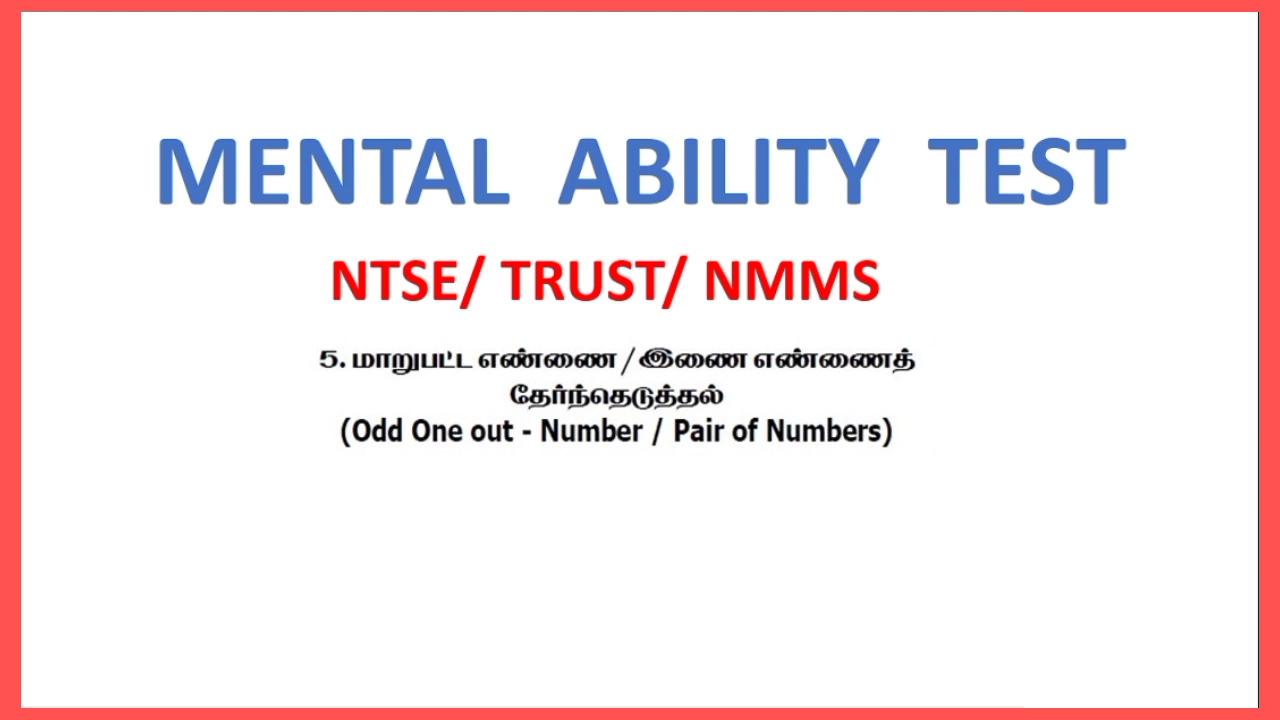 MENTAL ABILITY TEST
NTSE/ TRUST/ NMMS
5. மாறுபட்ட எண்ணை / இணை எண்ணைத்
தேர்ந்தெடுத்தல்
(Odd One out - Number / Pair of Numbers)